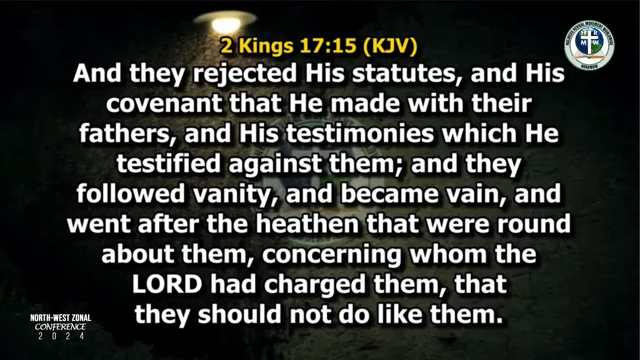 2 Kings 17:15 (KJV)
And they rejected His statutes, and His
covenant that He made with their
fathers, and His testimonies which He
testified against them; and they
followed vanity, and became vain, and
went after the heathen that were round
about them, concerning whom the
LORD had charged them, that
they should not do like them.
NORTH-WEST ZONAL
CONFERENCE
2024
H R
M W